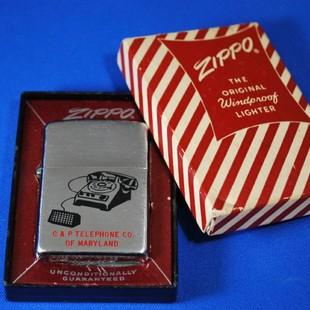 ZIPPO
C & P TELEPHONE CO.
OF MARYLAND
UNCONDITIONALLY
GUARANTEED
ZIPPO
THE
ORIGINAL
Windproof
LIGHTER